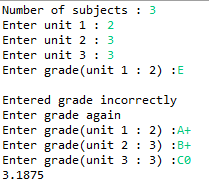 Number of subjects : 3
Enter unit 1 : 2
Enter unit 2 : 3
Enter unit 3 : 3
Enter grade(unit 1 : 2) :E
Entered grade incorrectly
Enter grade again
Enter grade(unit 1 : 2) :A+
Enter grade(unit 2 : 3) :B+
Enter grade(unit 3 : 3) :C0
3.1875